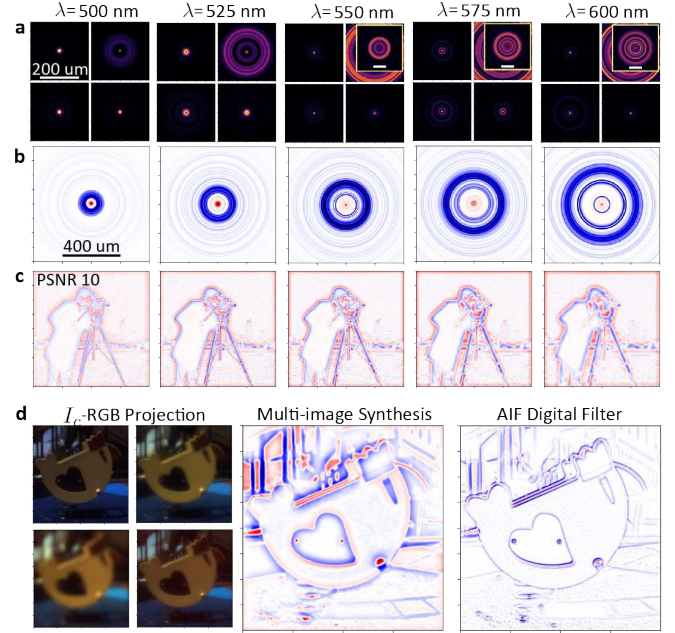 λ= 500 nm λ= 525 nm λ= 550 nm λ= 575 nm λ= 600 nm
a
200 um
b
400 um
c
PSNR 10
d
I_C-RGB Projection Multi-image Synthesis AIF Digital Filter